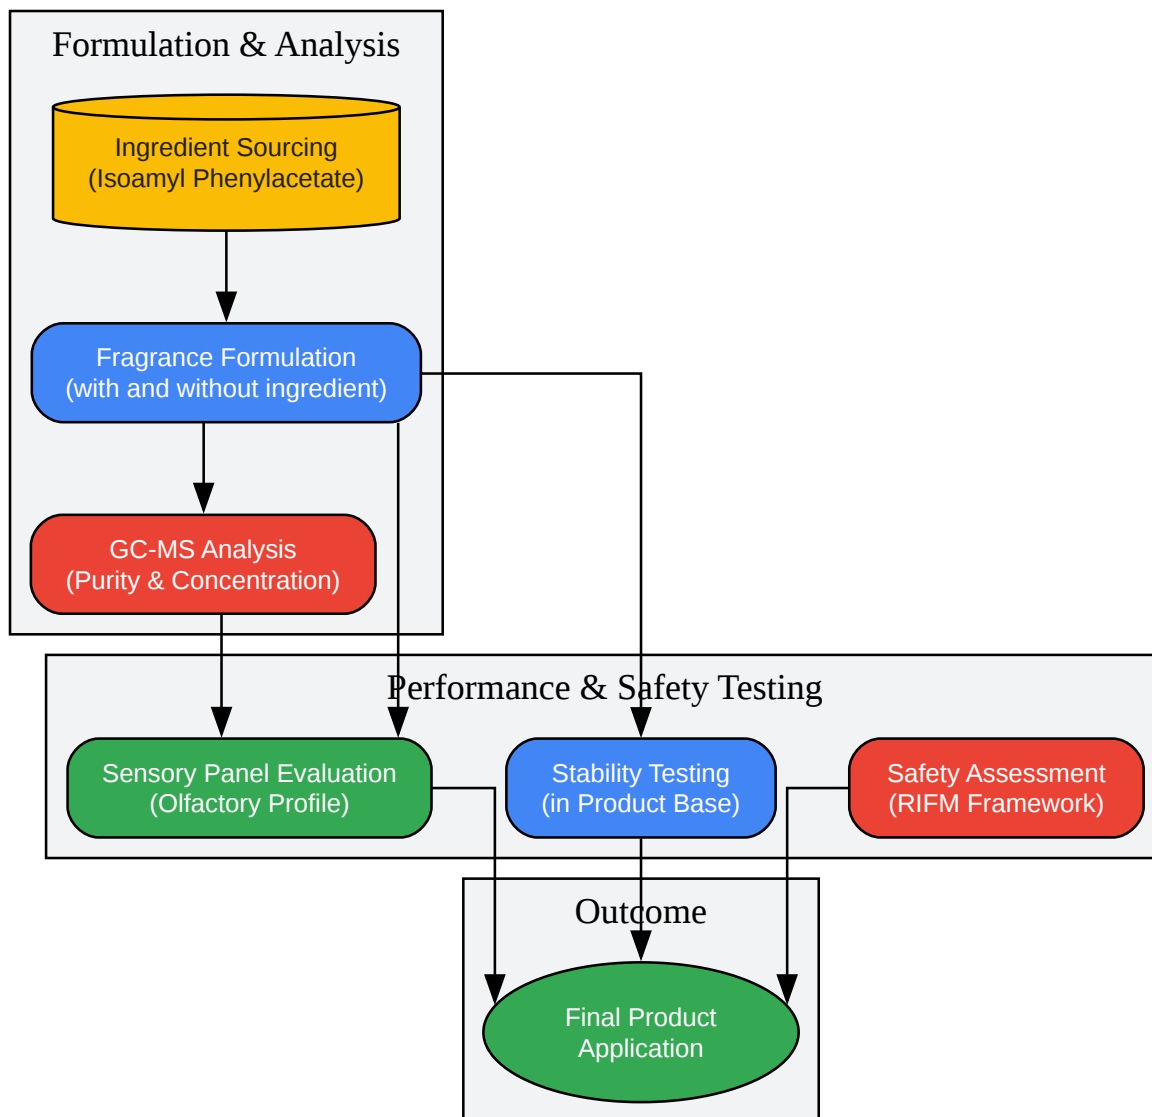 Formulation & Analysis
Ingredient Sourcing
(Isoamyl Phenylacetate)
Fragrance Formulation
(with and without ingredient)
GC-MS Analysis
(Purity & Concentration)
Performance & Safety Testing
Sensory Panel Evaluation
(Olfactory Profile)
Stability Testing
(in Product Base)
Safety Assessment
(RIFM Framework)
Outcome
Final Product
Application